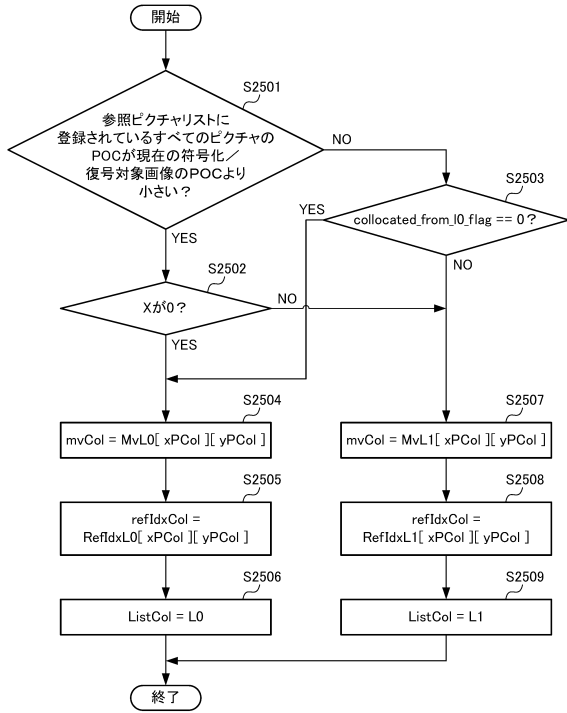 開始
S2501
参照ピクチャリストに
登録されているすべてのピクチャの
POCが現在の符号化／
復号対象画像のPOCより
小さい？
NO
YES
S2503
collocated_from_l0_flag == 0？
YES
NO
S2502
Xが0？
NO
YES
S2504
mvCol = MvL0[ xPCol ][ yPCol ]
S2507
mvCol = MvL1[ xPCol ][ yPCol ]
S2505
refIdxCol =
RefIdxL0[ xPCol ][ yPCol ]
S2508
refIdxCol =
RefIdxL1[ xPCol ][ yPCol ]
S2506
ListCol = L0
S2509
ListCol = L1
終了